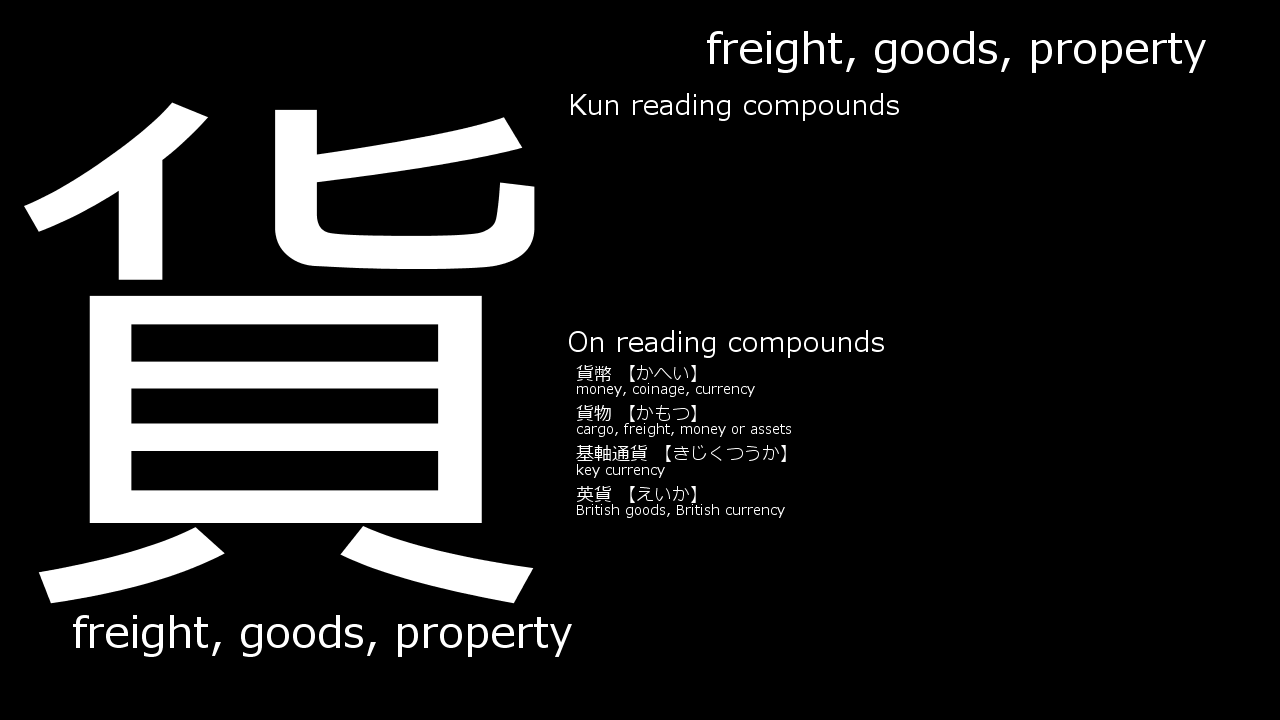 freight, goods, property
貨
Kun reading compounds
On reading compounds
貨幣 【かへい】
money, coinage, currency
貨物 【かもつ】
cargo, freight, money or assets
基軸通貨 【きじくつうか】
key currency
英貨 【えいか】
British goods, British currency
freight, goods, property